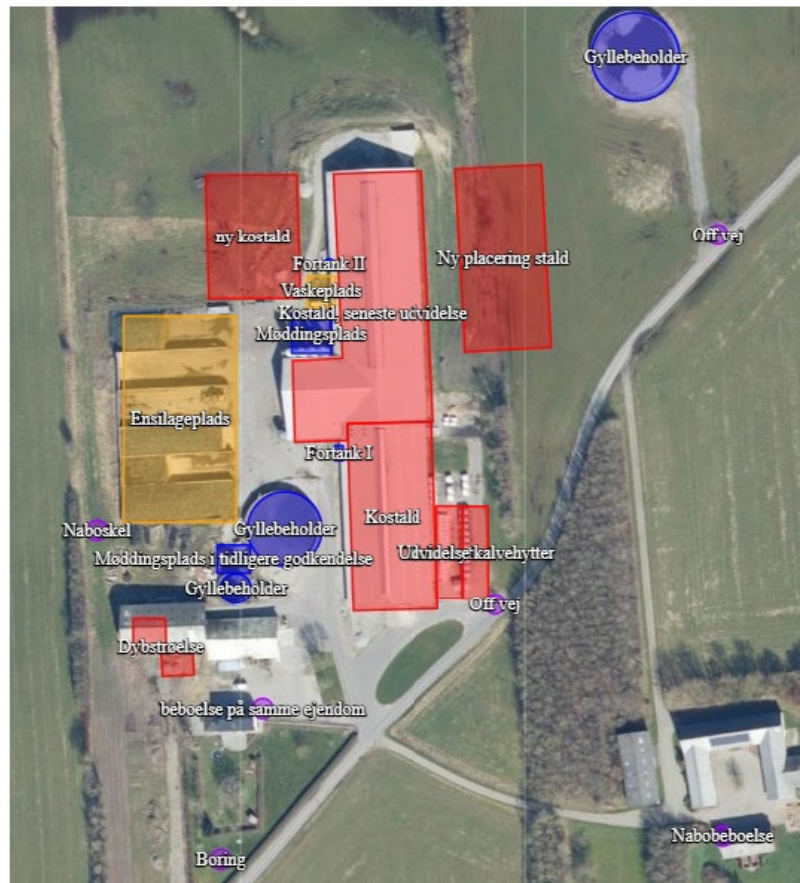 Gyllebeholder
Off vej
ny kostald
Ny placering stald
Fortank II
Vaskeplads
Kostald, seneste udvidelse
Møddingsplads
Ensilageplads
Fortank I
Kostald
Naboskel
Gyllebeholder
Udvidelse kalvehytter
Møddingsplads i tidligere godkendelse
Gyllebeholder
Off vej
Dybstrøelse
beboelse på samme ejendom
Nabobeboelse
Boring